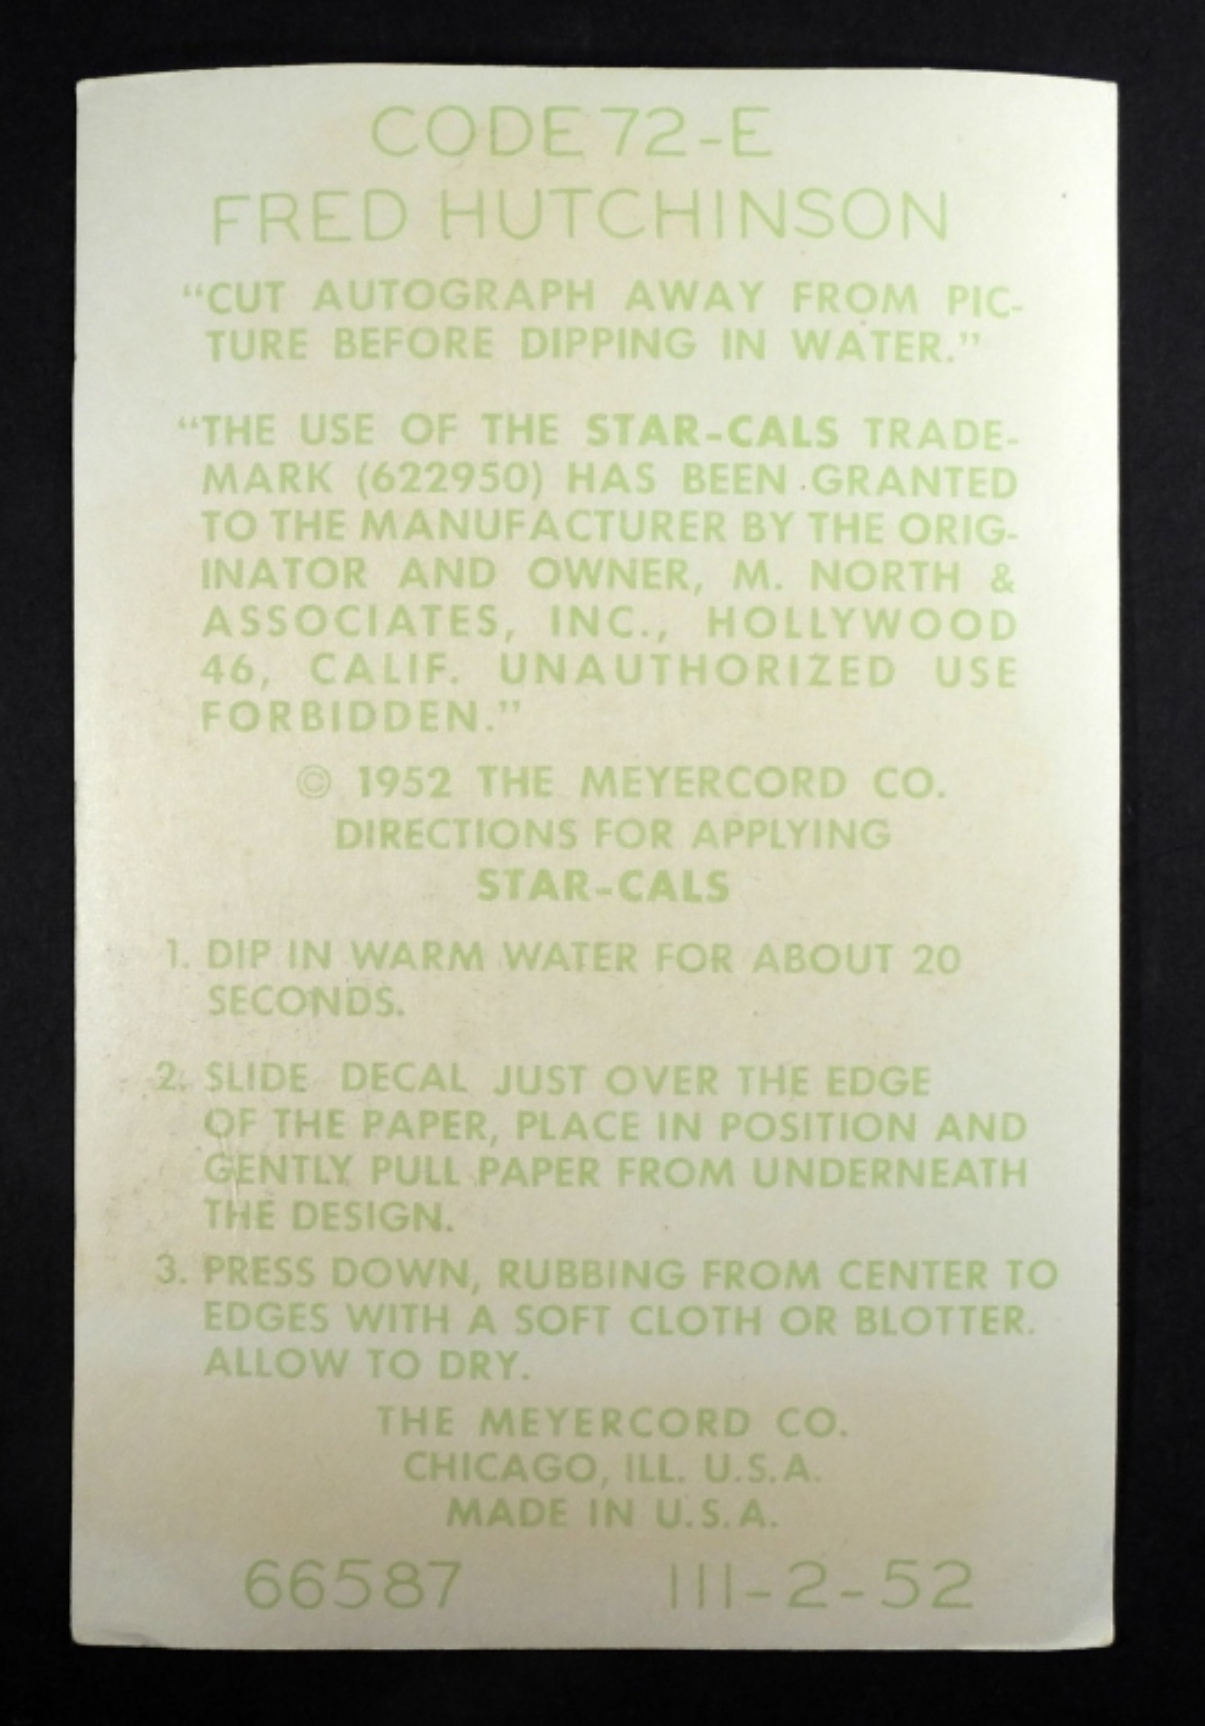 CODE 72-E
FRED HUTCHINSON
“CUT AUTOGRAPH AWAY FROM PIC-
TURE BEFORE DIPPING IN WATER.”
“THE USE OF THE STAR-CALS TRADE-
MARK (622950) HAS BEEN GRANTED
TO THE MANUFACTURER BY THE ORIG-
INATOR AND OWNER, M. NORTH &
ASSOCIATES, INC., HOLLYWOOD
46, CALIF. UNAUTHORIZED USE
FORBIDDEN.”
© 1952 THE MEYERCORD CO.
DIRECTIONS FOR APPLYING
STAR-CALS
1. DIP IN WARM WATER FOR ABOUT 20
SECONDS.
2. SLIDE DECAL JUST OVER THE EDGE
OF THE PAPER, PLACE IN POSITION AND
GENTLY PULL PAPER FROM UNDERNEATH
THE DESIGN.
3. PRESS DOWN, RUBBING FROM CENTER TO
EDGES WITH A SOFT CLOTH OR BLOTTER.
ALLOW TO DRY.
THE MEYERCORD CO.
CHICAGO, ILL. U.S.A.
MADE IN U.S.A.
66587 III-2-52